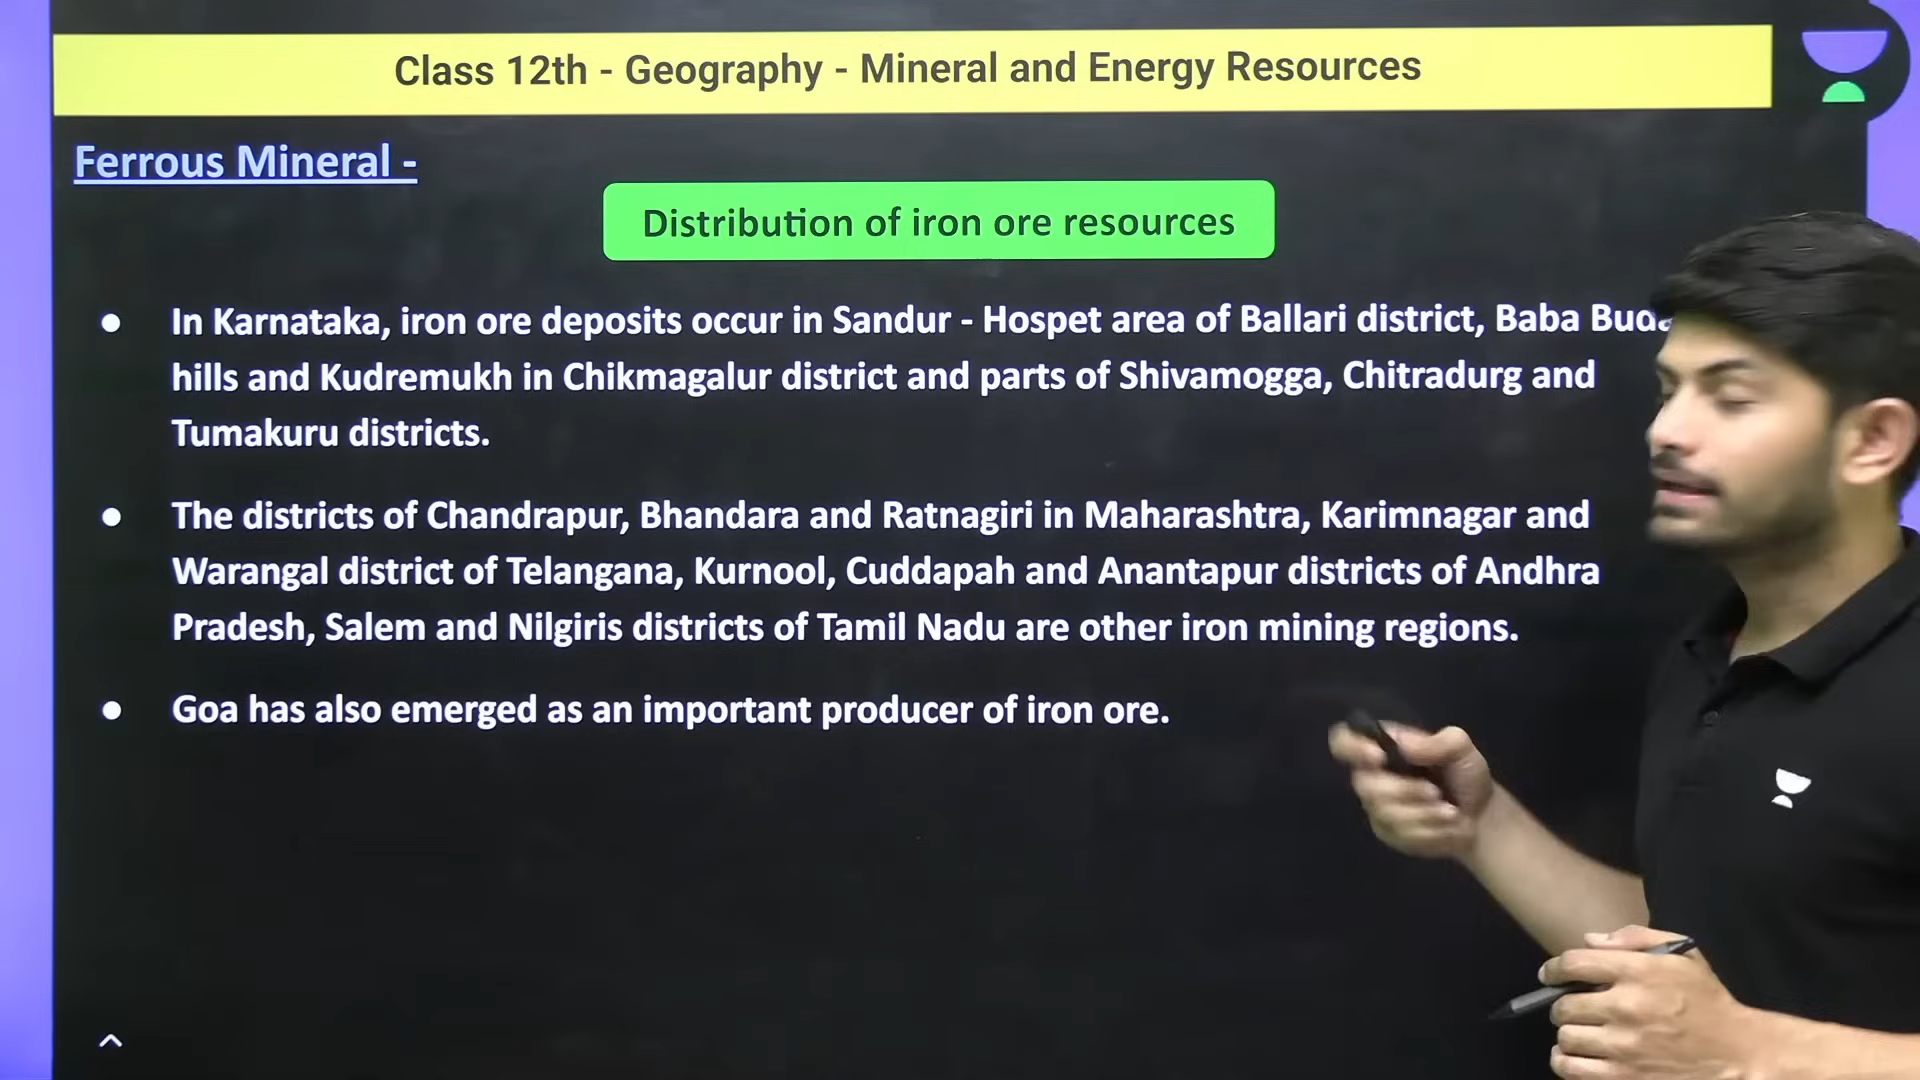 Class 12th - Geography - Mineral and Energy Resources
Ferrous Mineral -
Distribution of iron ore resources
● In Karnataka, iron ore deposits occur in Sandur - Hospet area of Ballari district, Baba
hills and Kudremukh in Chikmagalur district and parts of Shivamogga, Chitradurg and
Tumakuru districts.
● The districts of Chandrapur, Bhandara and Ratnagiri in Maharashtra, Karimnagar and
Warangal district of Telangana, Kurnool, Cuddapah and Anantapur districts of Andhra
Pradesh, Salem and Nilgiris districts of Tamil Nadu are other iron mining regions.
● Goa has also emerged as an important producer of iron ore.